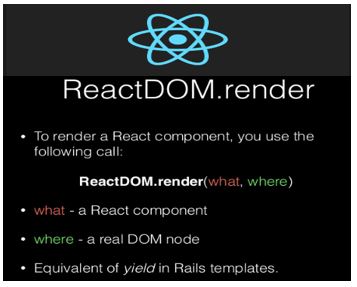 ReactDOM.render
• To render a React component, you use the
following call:
ReactDOM.render(what, where)
• what - a React component
• where - a real DOM node
• Equivalent of yield in Rails templates.